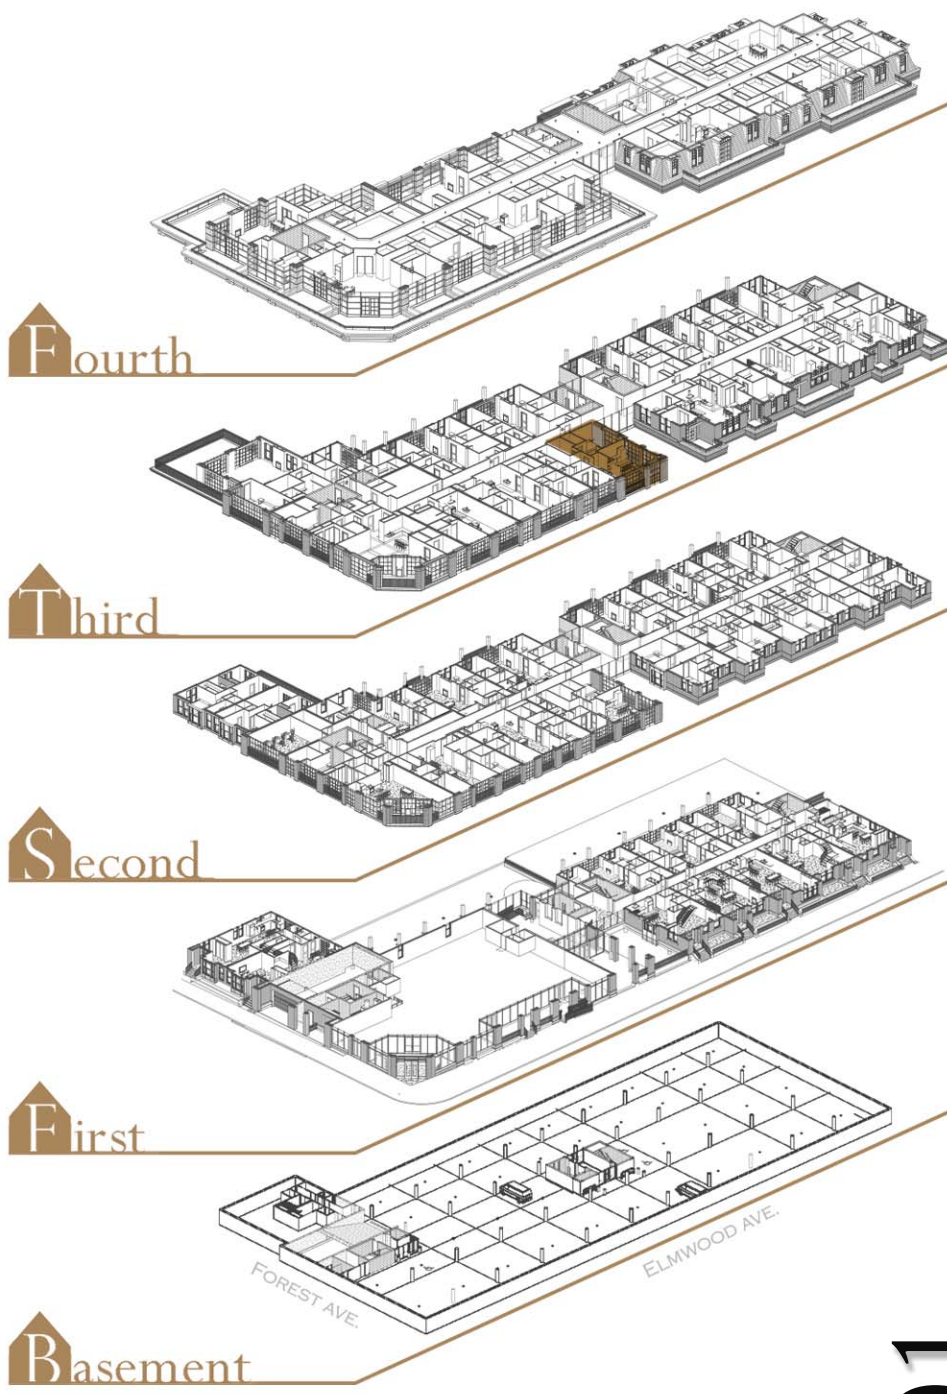 Fourth
Third
Second
First
FOREST AVE.
ELMWOOD AVE.
Basement